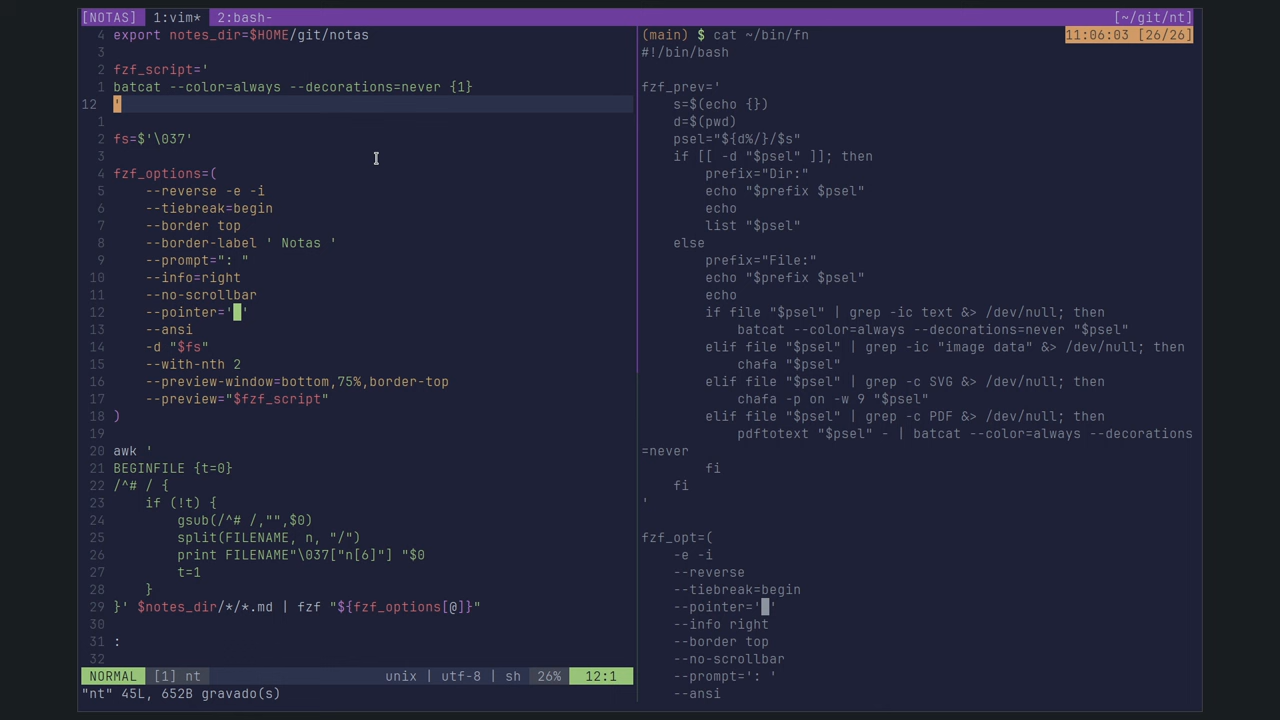 [NOTAS] 1:vim* 2:bash- [~/git/nt]
4 export notes_dir=$HOME/git/notas
3
2 fzf_script='
1 batcat --color=always --decorations=never {1}
12 '
1
2 fs=$'\037'
3
4 fzf_options=(
5 --reverse -e -i
6 --tiebreak=begin
7 --border top
8 --border-label ' Notas '
9 --prompt=": "
10 --info=right
11 --no-scrollbar
12 --pointer='█'
13 --ansi
14 -d "$fs"
15 --with-nth 2
16 --preview-window=bottom,75%,border-top
17 --preview="$fzf_script"
18 )
19
20 awk '
21 BEGINFILE {t=0}
22 /^# / {
23 if (!t) {
24 gsub(/^# /,"",$0)
25 split(FILENAME, n, "/")
26 print FILENAME"\037["n[6]"] "$0
27 t=1
28 }
29 }' $notes_dir/*/*.md | fzf "${fzf_options[@]}"
30
31 :
32
NORMAL [1] nt unix | utf-8 | sh 26% 12:1
"nt" 45L, 652B gravado(s)
(main) $ cat ~/bin/fn 11:06:03 [26/26]
#!/bin/bash
fzf_prev='
s=$(echo {})
d=$(pwd)
psel="${d%/}/$s"
if [[ -d "$psel" ]]; then
prefix="Dir:"
echo "$prefix $psel"
echo
list "$psel"
else
prefix="File:"
echo "$prefix $psel"
echo
if file "$psel" | grep -ic text &> /dev/null; then
batcat --color=always --decorations=never "$psel"
elif file "$psel" | grep -ic "image data" &> /dev/null; then
chafa "$psel"
elif file "$psel" | grep -c SVG &> /dev/null; then
chafa -p on -w 9 "$psel"
elif file "$psel" | grep -c PDF &> /dev/null; then
pdftotext "$psel" - | batcat --color=always --decorations
=never
fi
fi
'
fzf_opt=(
-e -i
--reverse
--tiebreak=begin
--pointer='█'
--info right
--border top
--no-scrollbar
--prompt=': '
--ansi